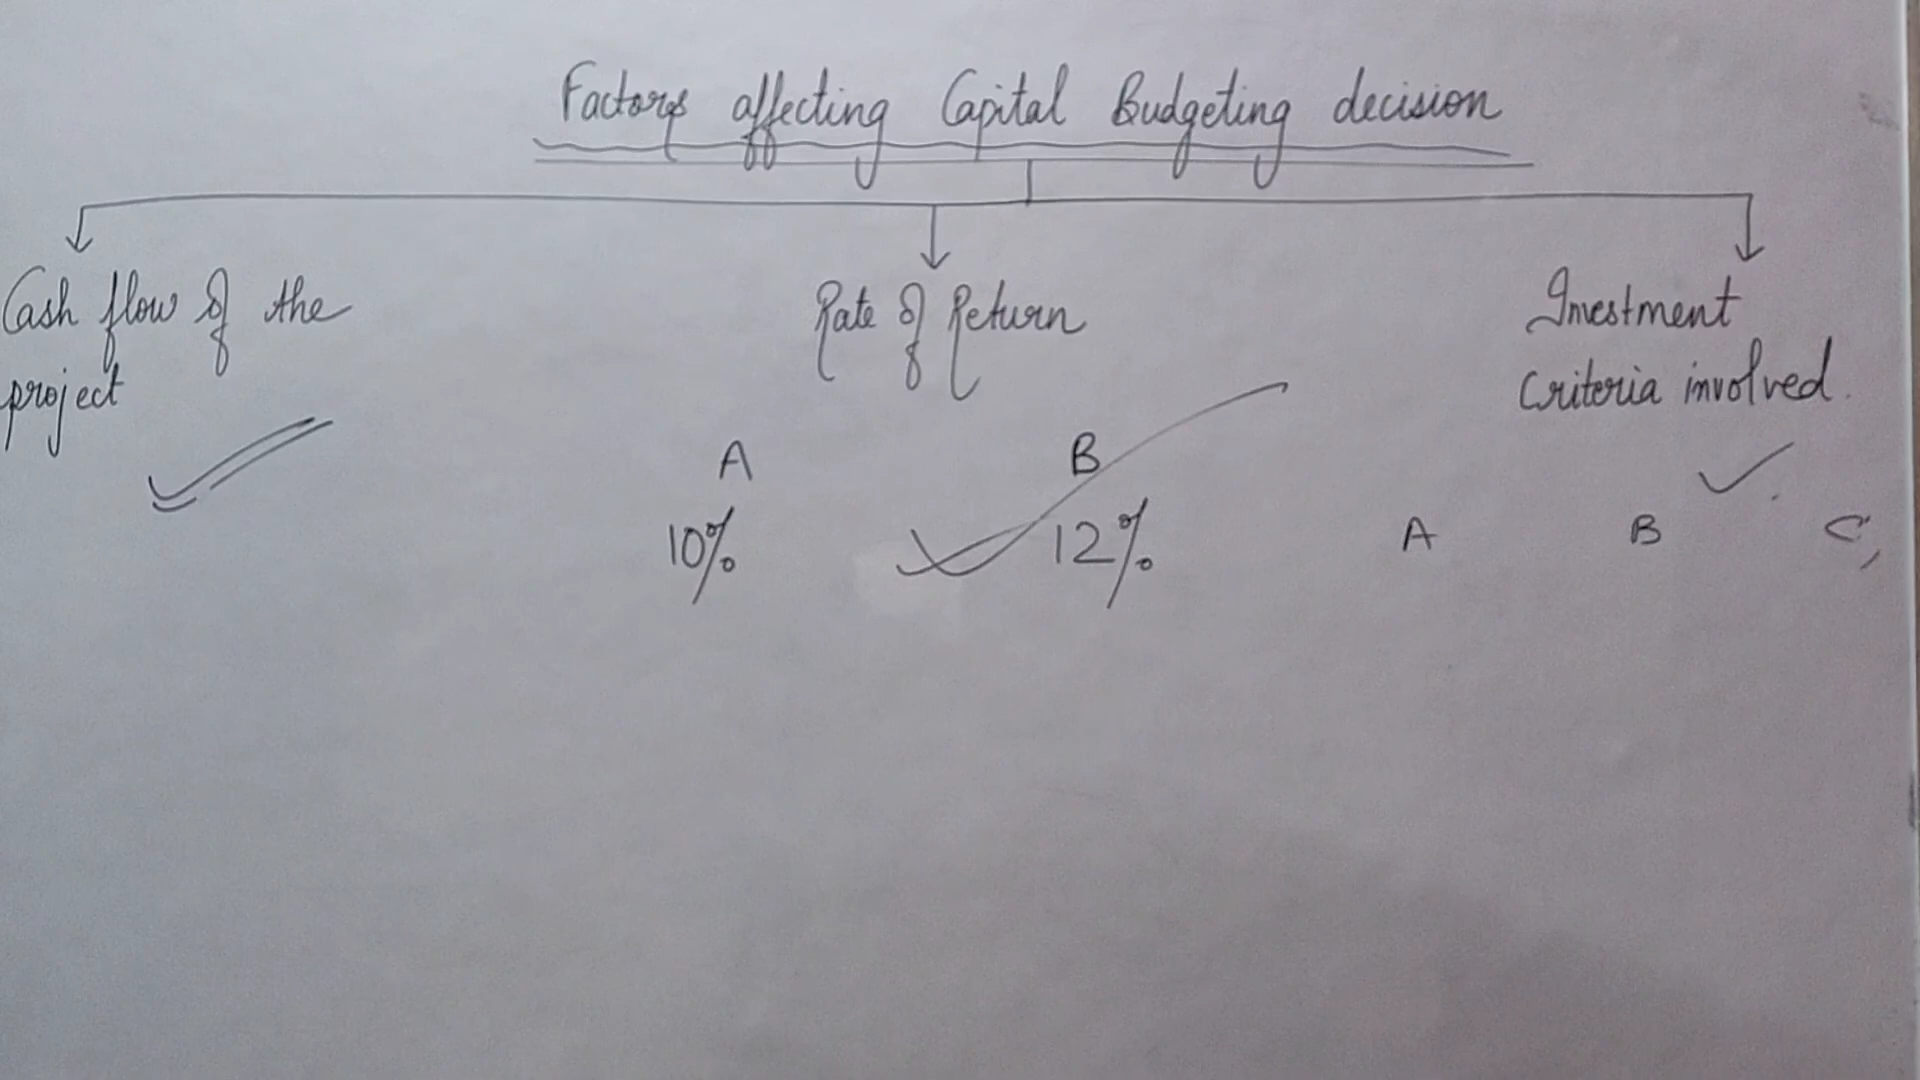 Factors affecting Capital Budgeting decision
Cash flow of the
project
Rate of Return
Investment
Criteria involved.
A B
10% 12%
A B C,